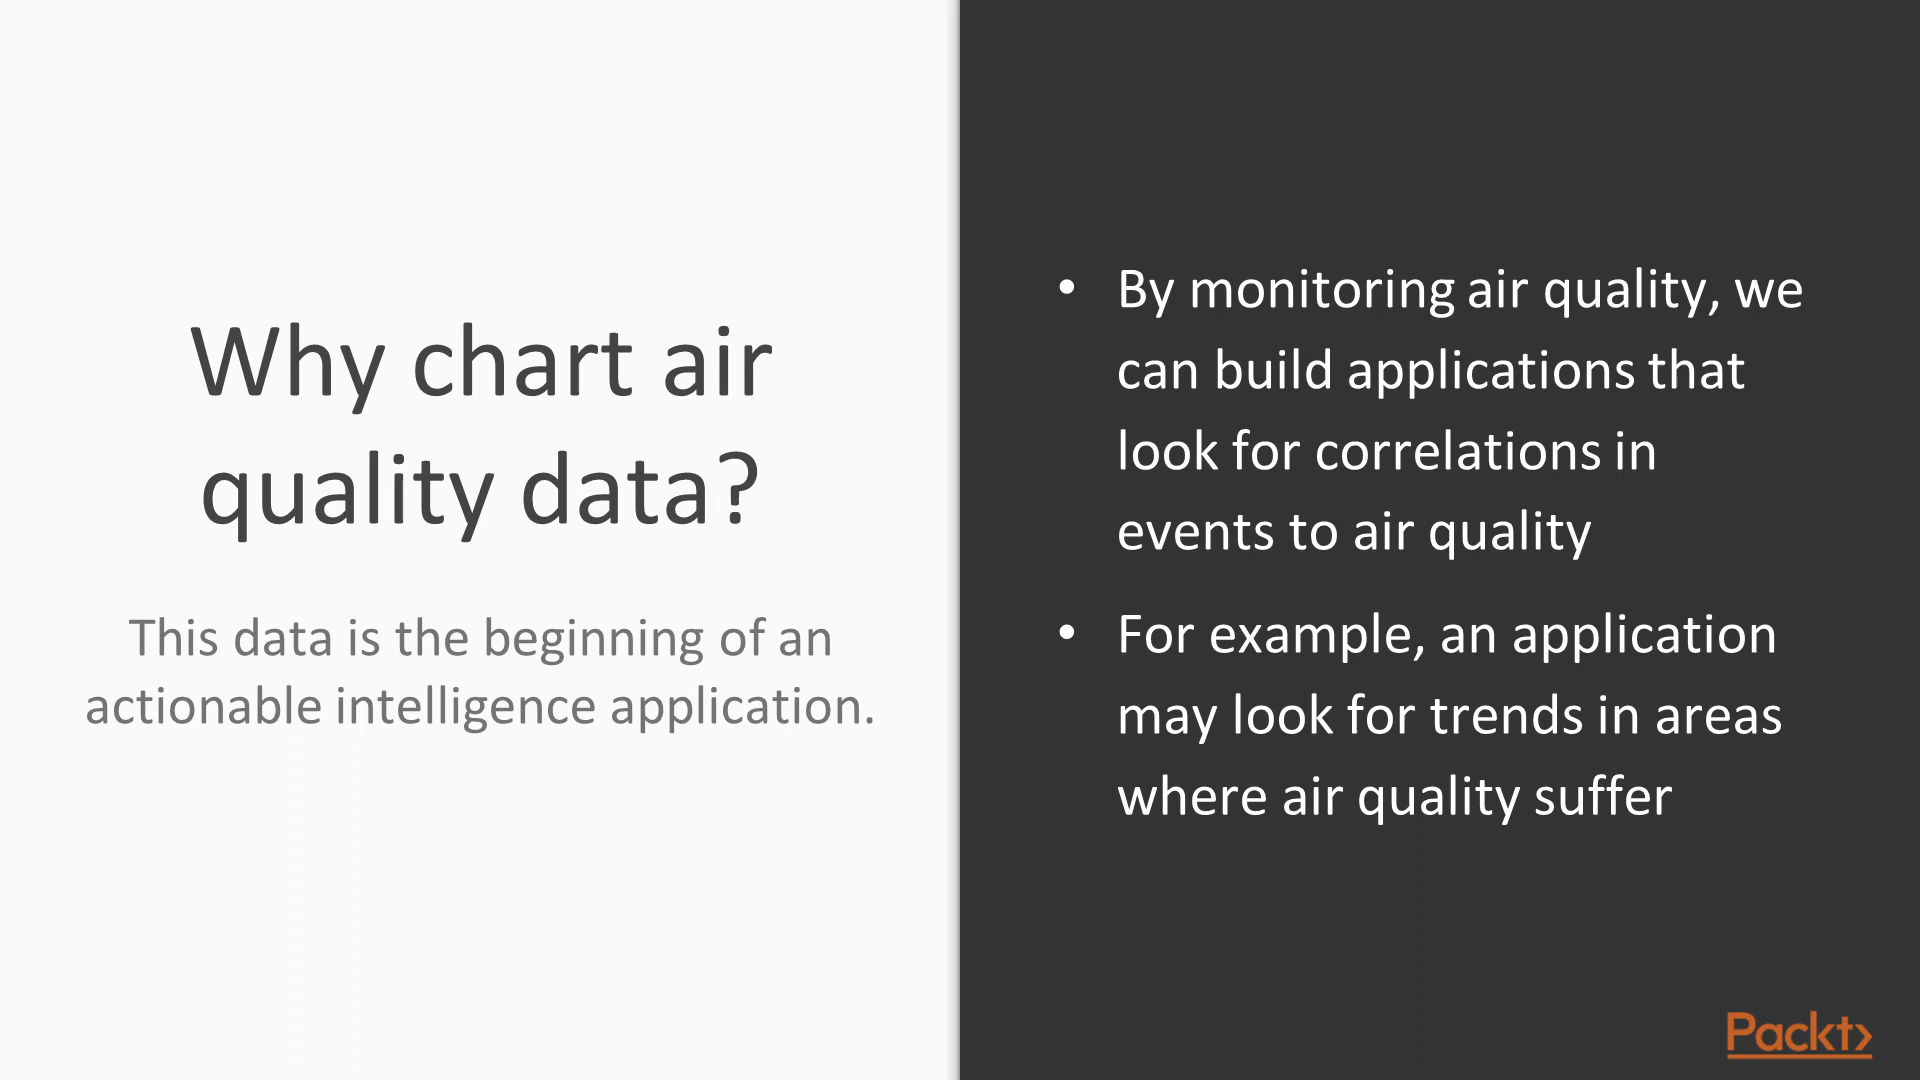 Why chart air
quality data?
This data is the beginning of an
actionable intelligence application.
• By monitoring air quality, we
can build applications that
look for correlations in
events to air quality
• For example, an application
may look for trends in areas
where air quality suffer
Packt>